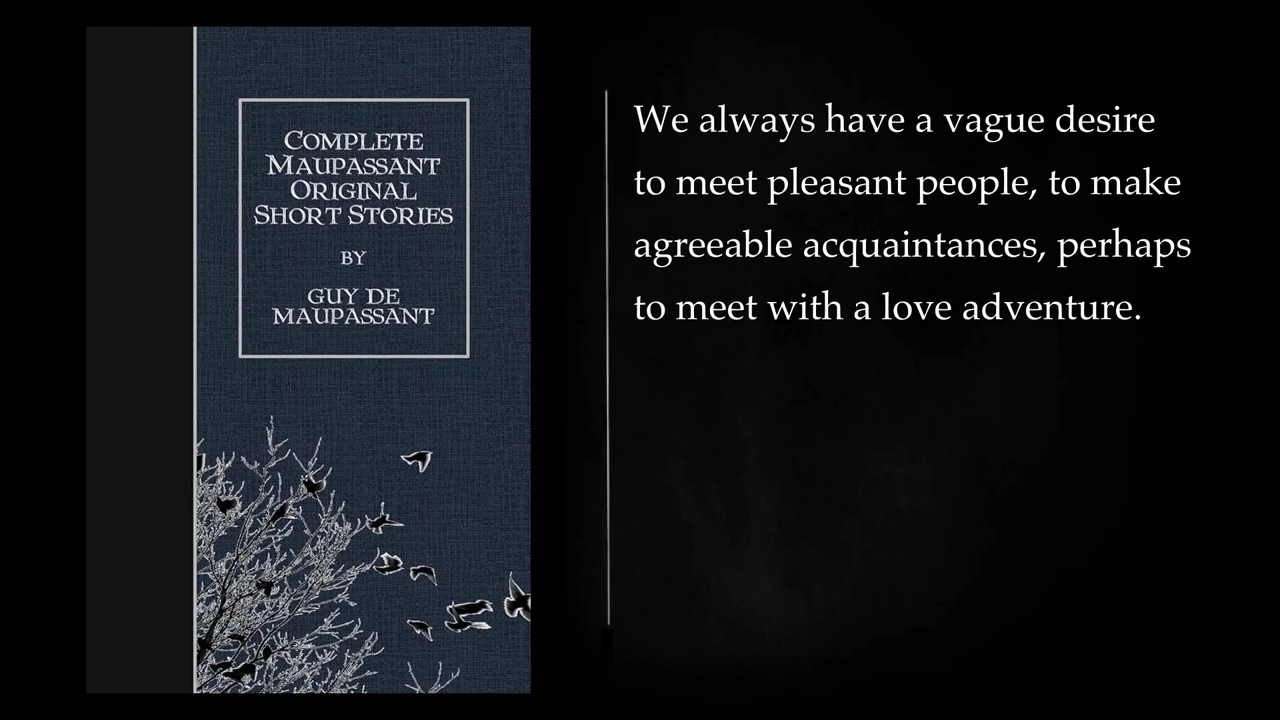 COMPLETE
MAUPASSANT
ORIGINAL
SHORT STORIES
BY
GUY DE
MAUPASSANT
We always have a vague desire
to meet pleasant people, to make
agreeable acquaintances, perhaps
to meet with a love adventure.